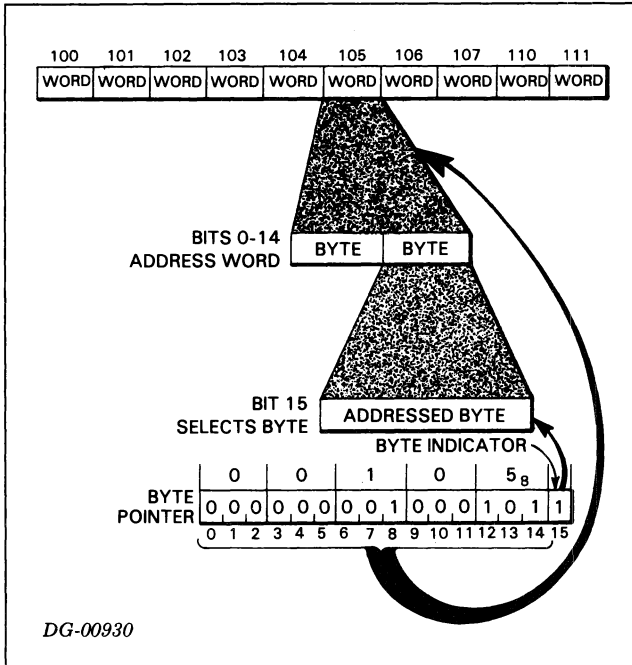 100 101 102 103 104 105 106 107 110 111
WORD WORD WORD WORD WORD WORD WORD WORD WORD WORD
BITS 0-14
ADDRESS WORD
BYTE BYTE
BIT 15
SELECTS BYTE
ADDRESSED BYTE
BYTE INDICATOR
0 0 1 0 5₈
BYTE
POINTER
0 0 0 0 0 0 0 0 1 0 0 0 1 0 1 1
0 1 2 3 4 5 6 7 8 9 10 11 12 13 14 15
DG-00930